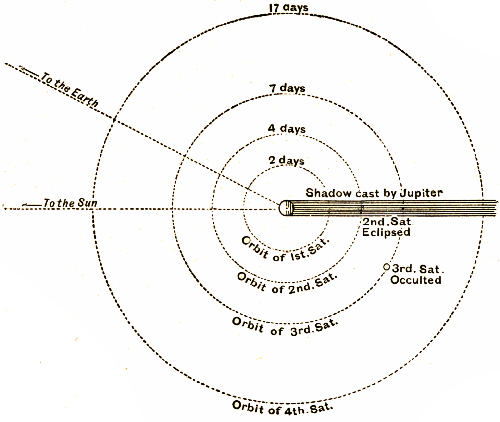 17 days
To the Earth
7 days
4 days
2 days
Shadow cast by Jupiter
To the Sun
2nd. Sat
Eclipsed
Orbit of 1st. Sat.
3rd. Sat.
Occulted
Orbit of 2nd. Sat.
Orbit of 3rd. Sat.
Orbit of 4th. Sat.